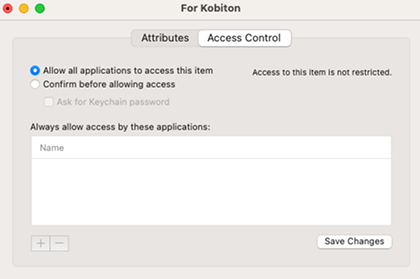 For Kobiton
Attributes
Access Control
Allow all applications to access this item
Access to this item is not restricted.
Confirm before allowing access
Ask for Keychain password
Always allow access by these applications:
Name
+ −
Save Changes